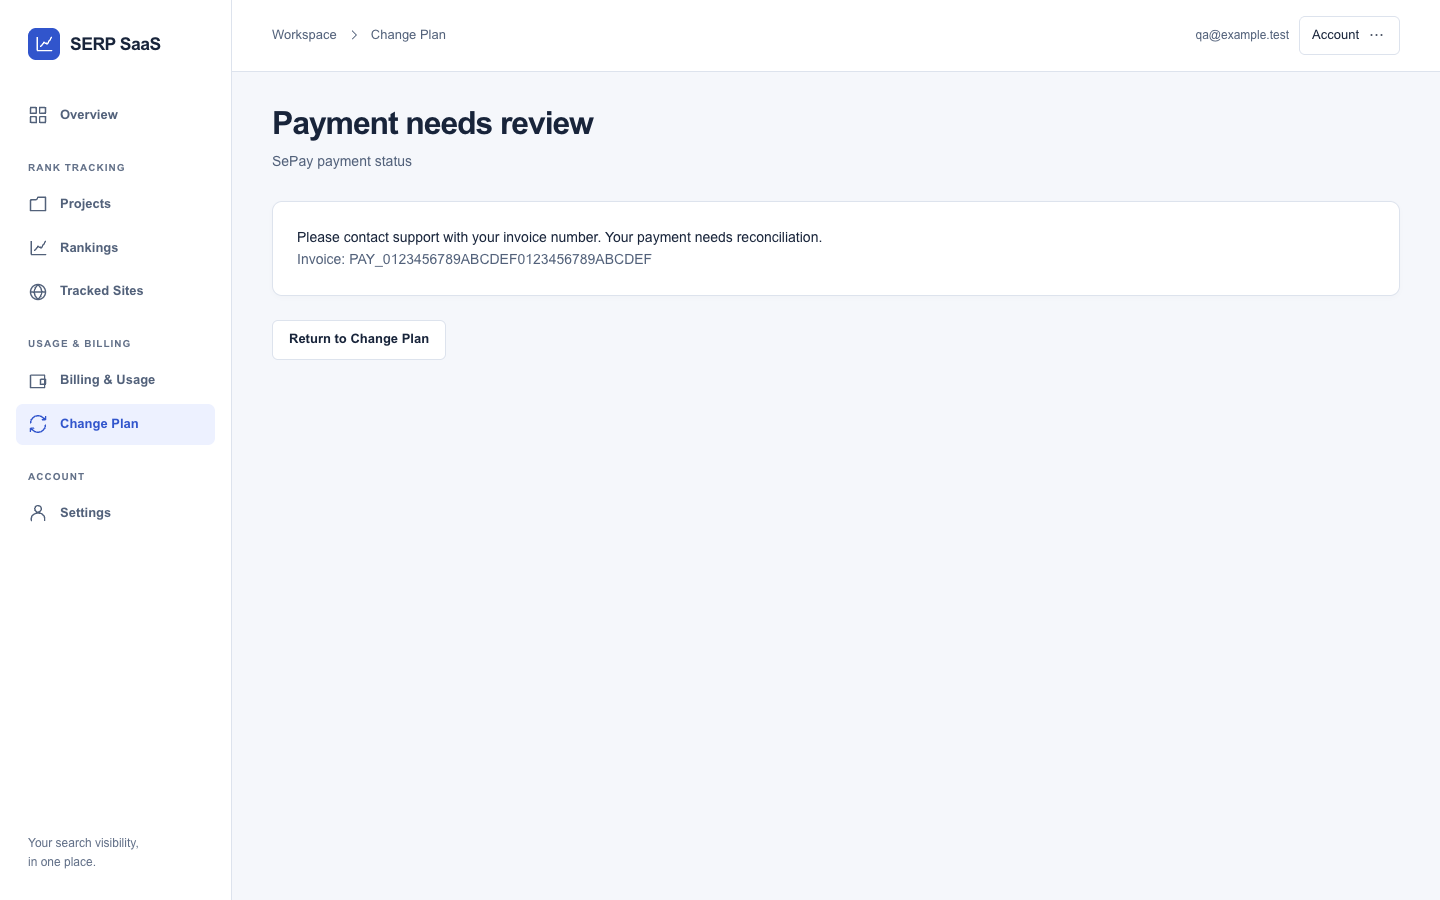 SERP SaaS
Overview
RANK TRACKING
Projects
Rankings
Tracked Sites
USAGE & BILLING
Billing & Usage
Change Plan
ACCOUNT
Settings
Your search visibility,
in one place.
Workspace > Change Plan
qa@example.test
Account ···
Payment needs review
SePay payment status
Please contact support with your invoice number. Your payment needs reconciliation.
Invoice: PAY_0123456789ABCDEF0123456789ABCDEF
Return to Change Plan